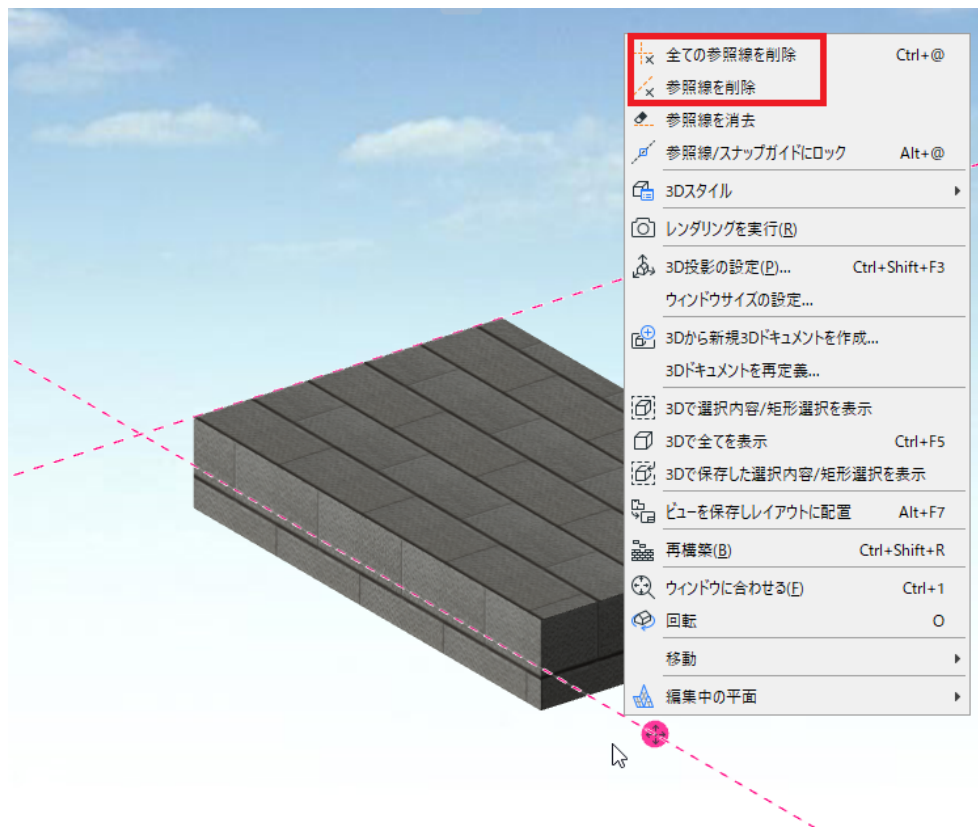 全ての参照線を削除 Ctrl+@
参照線を削除
参照線を消去
参照線/スナップガイドにロック Alt+@
3Dスタイル
レンダリングを実行(R)
3D投影の設定(P)... Ctrl+Shift+F3
ウィンドウサイズの設定...
3Dから新規3Dドキュメントを作成...
3Dドキュメントを再定義...
3Dで選択内容/矩形選択を表示
3Dで全てを表示 Ctrl+F5
3Dで保存した選択内容/矩形選択を表示
ビューを保存しレイアウトに配置 Alt+F7
再構築(B) Ctrl+Shift+R
ウィンドウに合わせる(F) Ctrl+1
回転 O
移動
編集中の平面